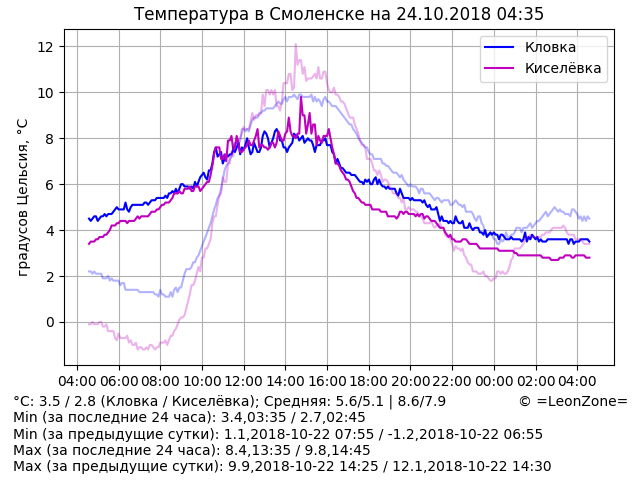 Температура в Смоленске на 24.10.2018 04:35
градусов Цельсия, °C
12
10
8
6
4
2
0
Кловка
Киселёвка
04:00 06:00 08:00 10:00 12:00 14:00 16:00 18:00 20:00 22:00 00:00 02:00 04:00
°C: 3.5 / 2.8 (Кловка / Киселёвка); Средняя: 5.6/5.1 | 8.6/7.9 © =LeonZone=
Min (за последние 24 часа): 3.4,03:35 / 2.7,02:45
Min (за предыдущие сутки): 1.1,2018-10-22 07:55 / -1.2,2018-10-22 06:55
Max (за последние 24 часа): 8.4,13:35 / 9.8,14:45
Max (за предыдущие сутки): 9.9,2018-10-22 14:25 / 12.1,2018-10-22 14:30